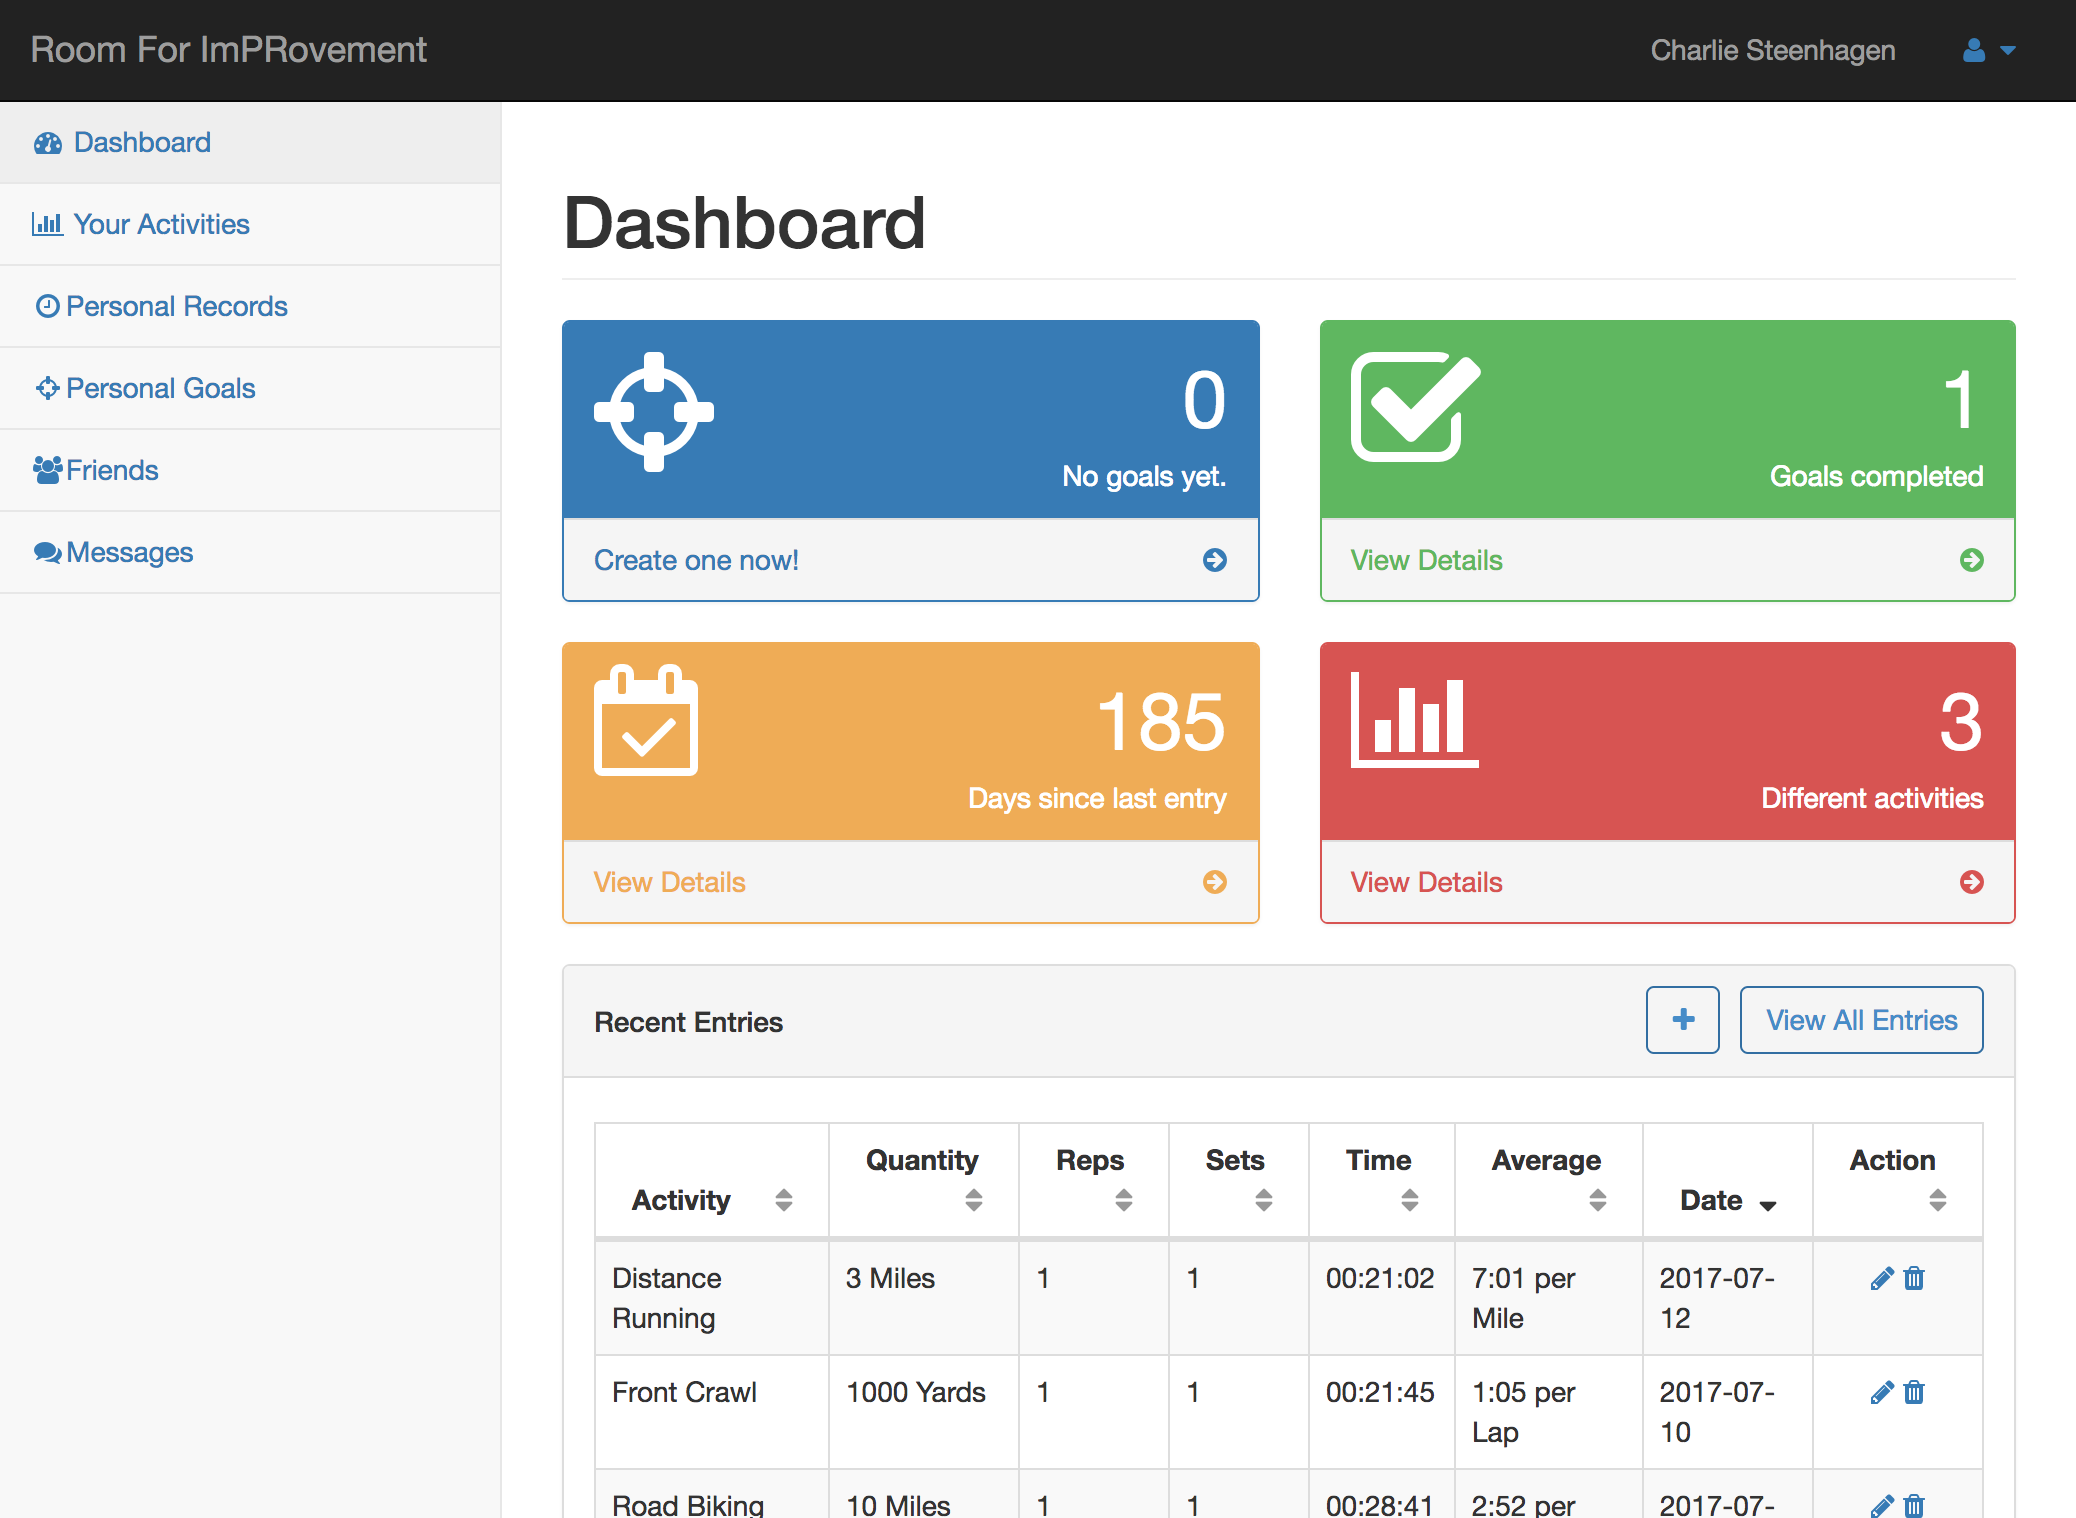 Room For ImPRovement
Charlie Steenhagen
Dashboard
Your Activities
Personal Records
Personal Goals
Friends
Messages
Dashboard
0
No goals yet.
Create one now!
1
Goals completed
View Details
185
Days since last entry
View Details
3
Different activities
View Details
Recent Entries
+
View All Entries
Activity Quantity Reps Sets Time Average Date Action
Distance 3 Miles 1 1 00:21:02 7:01 per 2017-07-
Running Mile 12
Front Crawl 1000 Yards 1 1 00:21:45 1:05 per 2017-07-
Lap 10
Road Biking 10 Miles 1 1 00:28:41 2:52 per 2017-07-